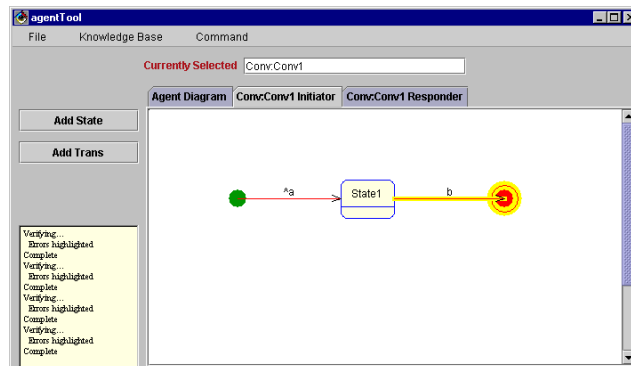 agentTool
File Knowledge Base Command
Currently Selected Conv:Conv1
Agent Diagram Conv:Conv1 Initiator Conv:Conv1 Responder
Add State
Add Trans
^a State1 b
Verifying...
Errors highlighted
Complete
Verifying...
Errors highlighted
Complete
Verifying...
Errors highlighted
Complete
Verifying...
Errors highlighted
Complete